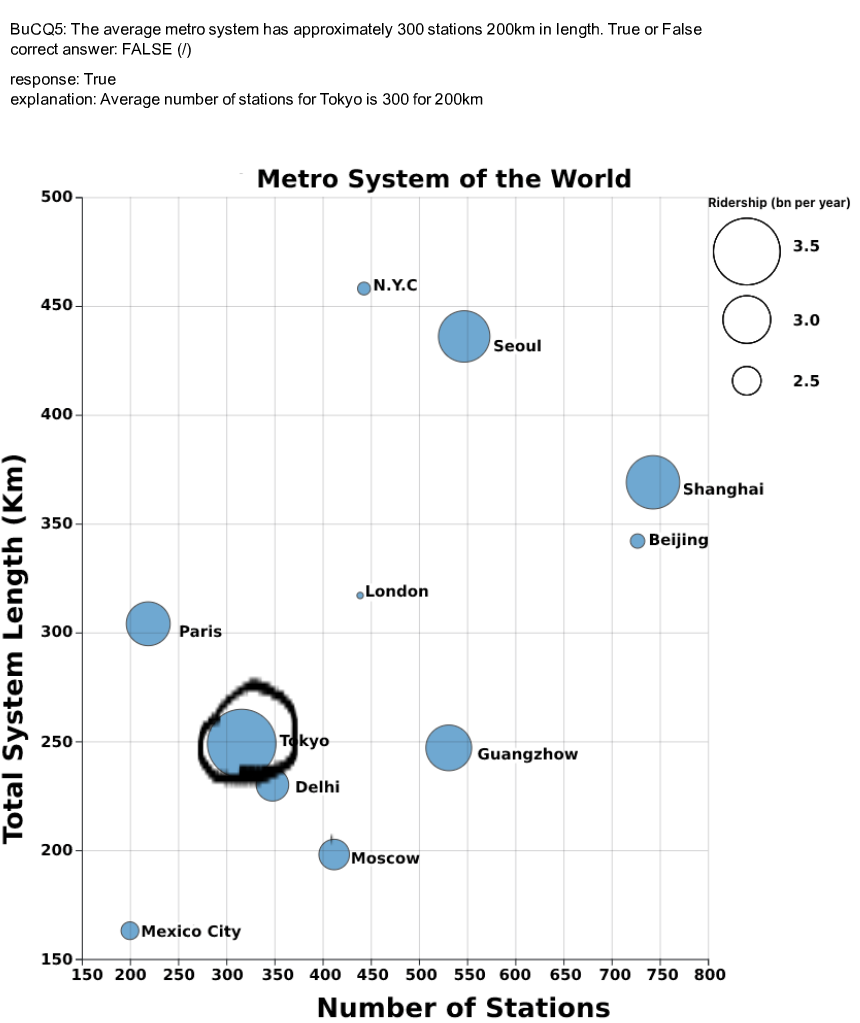 BuCQ5: The average metro system has approximately 300 stations 200km in length. True or False
correct answer: FALSE (/)
response: True
explanation: Average number of stations for Tokyo is 300 for 200km
Metro System of the World
Ridership (bn per year)
3.5
3.0
2.5
Total System Length (Km)
500
450
400
350
300
250
200
150
N.Y.C
Seoul
Shanghai
Beijing
London
Paris
Tokyo
Guangzhow
Delhi
Moscow
Mexico City
150 200 250 300 350 400 450 500 550 600 650 700 750 800
Number of Stations